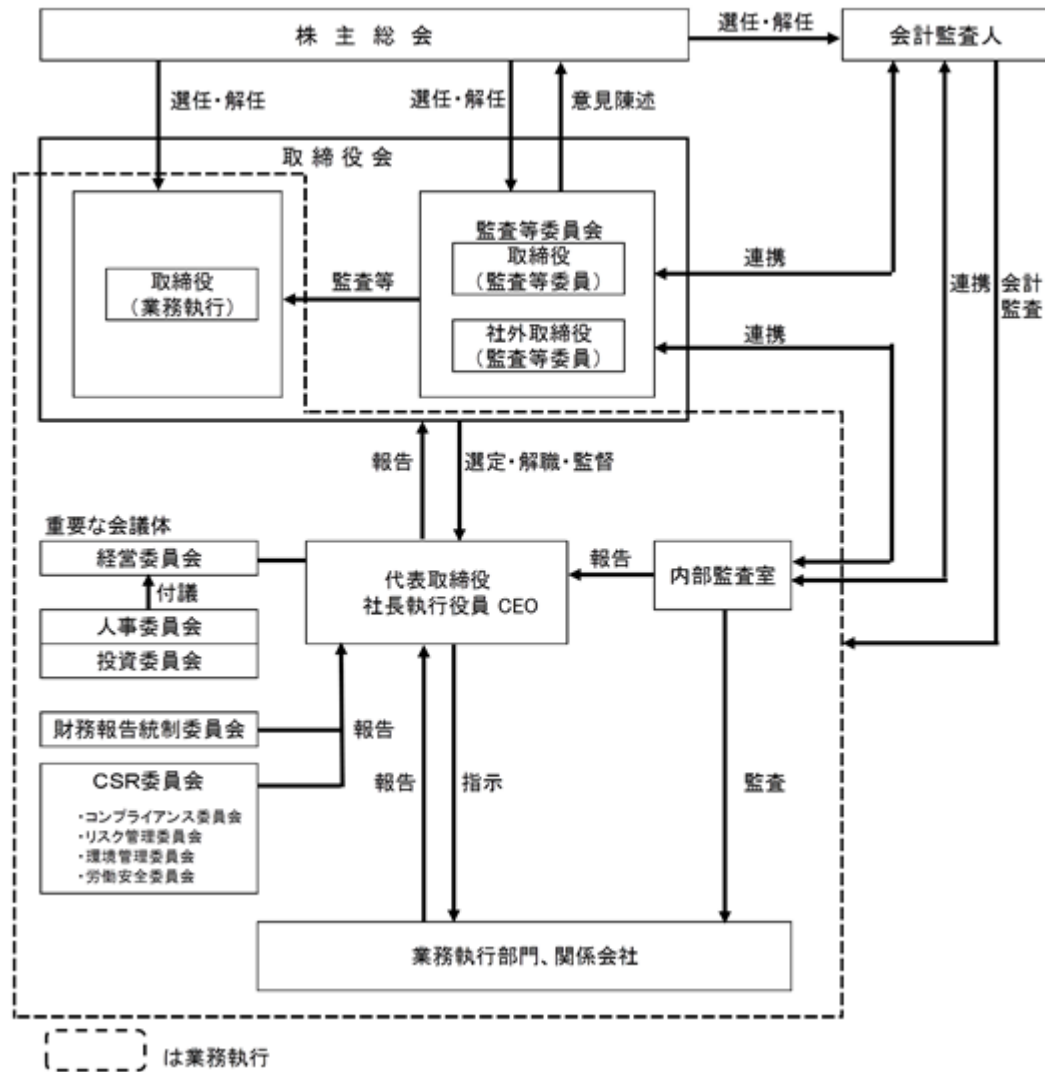 株主総会
選任・解任
会計監査人
選任・解任
選任・解任
意見陳述
取締役会
監査等委員会
取締役
(監査等委員)
社外取締役
(監査等委員)
取締役
(業務執行)
監査等
連携
連携
連携
会計
監査
報告
選定・解職・監督
重要な会議体
経営委員会
付議
人事委員会
投資委員会
代表取締役
社長執行役員 CEO
報告
内部監査室
財務報告統制委員会
報告
CSR委員会
・コンプライアンス委員会
・リスク管理委員会
・環境管理委員会
・労働安全委員会
報告
指示
監査
業務執行部門、関係会社
は業務執行